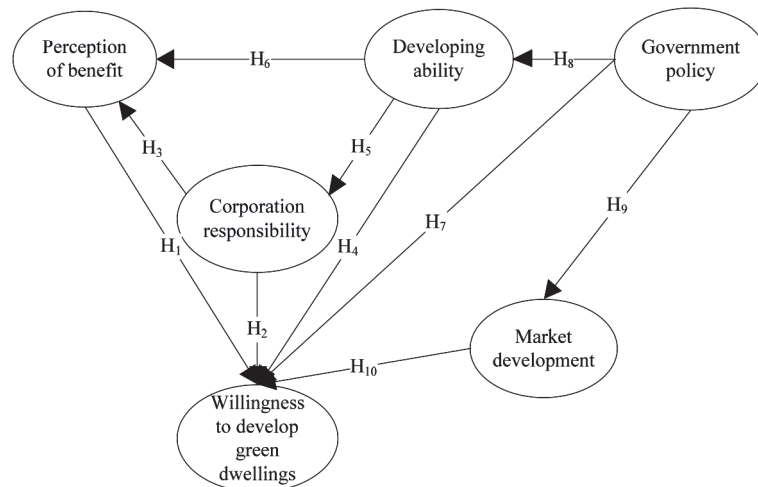 Perception
of benefit
H₆
Developing
ability
H₈
Government
policy
H₃
H₅
Corporation
responsibility
H₁
H₄
H₇
H₉
H₂
Market
development
H₁₀
Willingness
to develop
green
dwellings